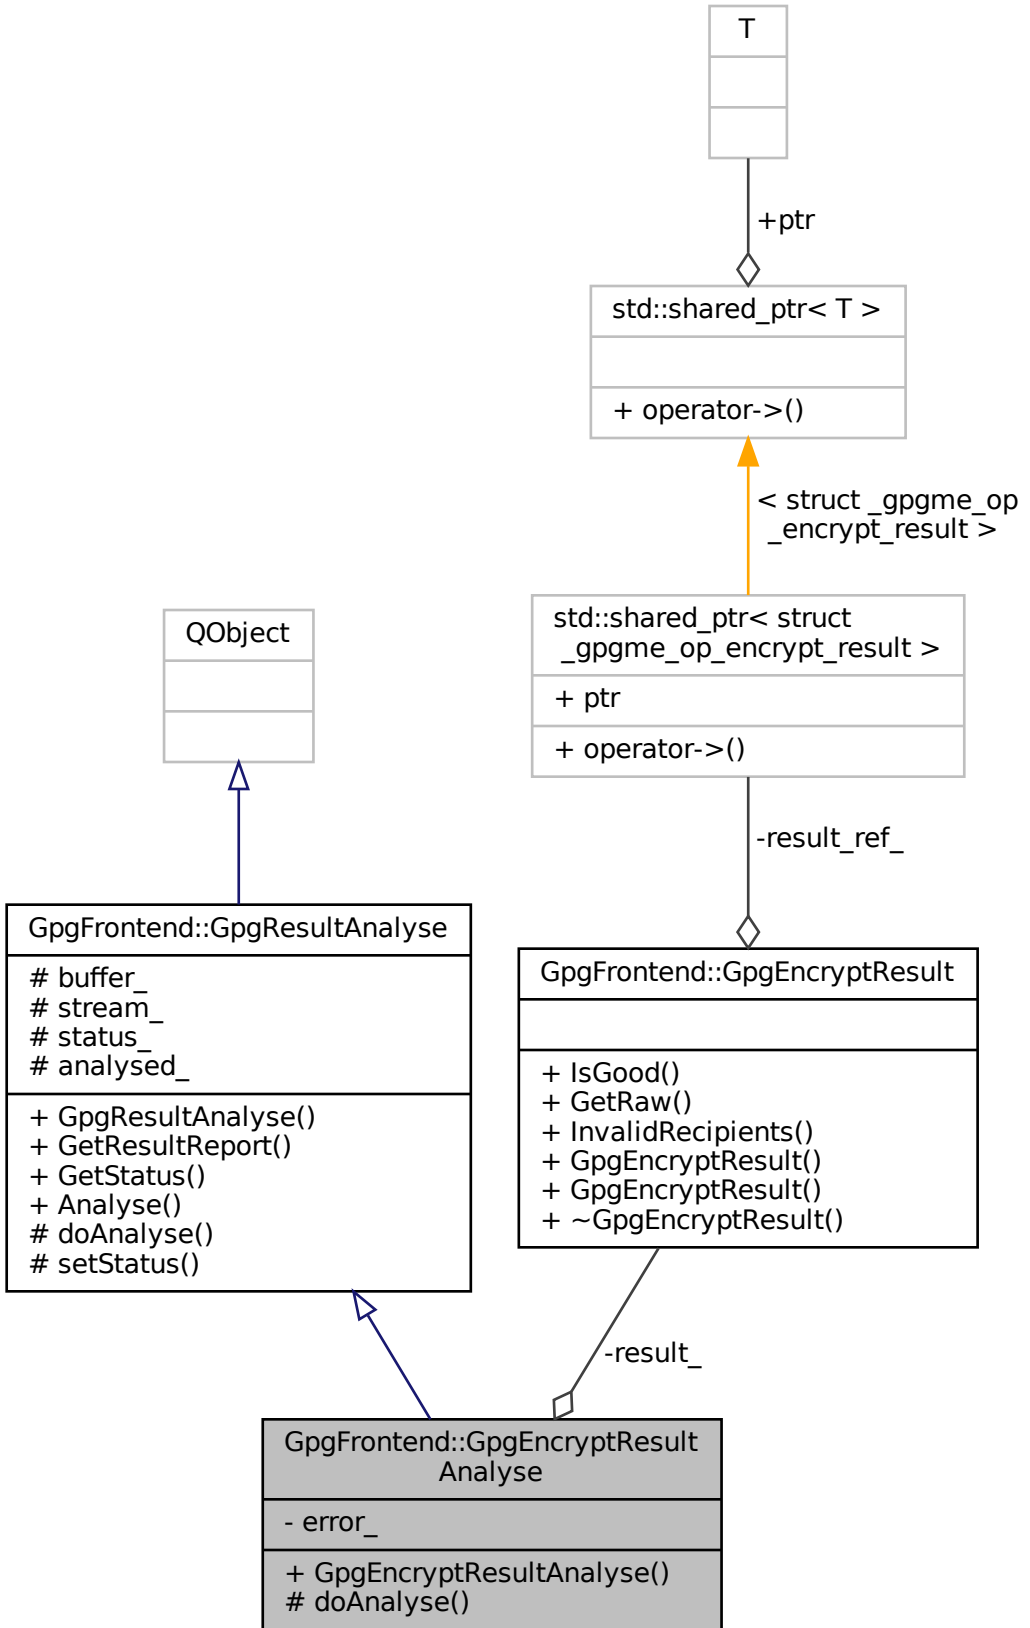 T
+ptr
std::shared_ptr< T >
+ operator->()
< struct _gpgme_op
_encrypt_result >
std::shared_ptr< struct
_gpgme_op_encrypt_result >
+ ptr
+ operator->()
QObject
-result_ref_
GpgFrontend::GpgResultAnalyse
# buffer_
# stream_
# status_
# analysed_
+ GpgResultAnalyse()
+ GetResultReport()
+ GetStatus()
+ Analyse()
# doAnalyse()
# setStatus()
GpgFrontend::GpgEncryptResult
+ IsGood()
+ GetRaw()
+ InvalidRecipients()
+ GpgEncryptResult()
+ GpgEncryptResult()
+ ~GpgEncryptResult()
-result_
GpgFrontend::GpgEncryptResult
Analyse
- error_
+ GpgEncryptResultAnalyse()
# doAnalyse()